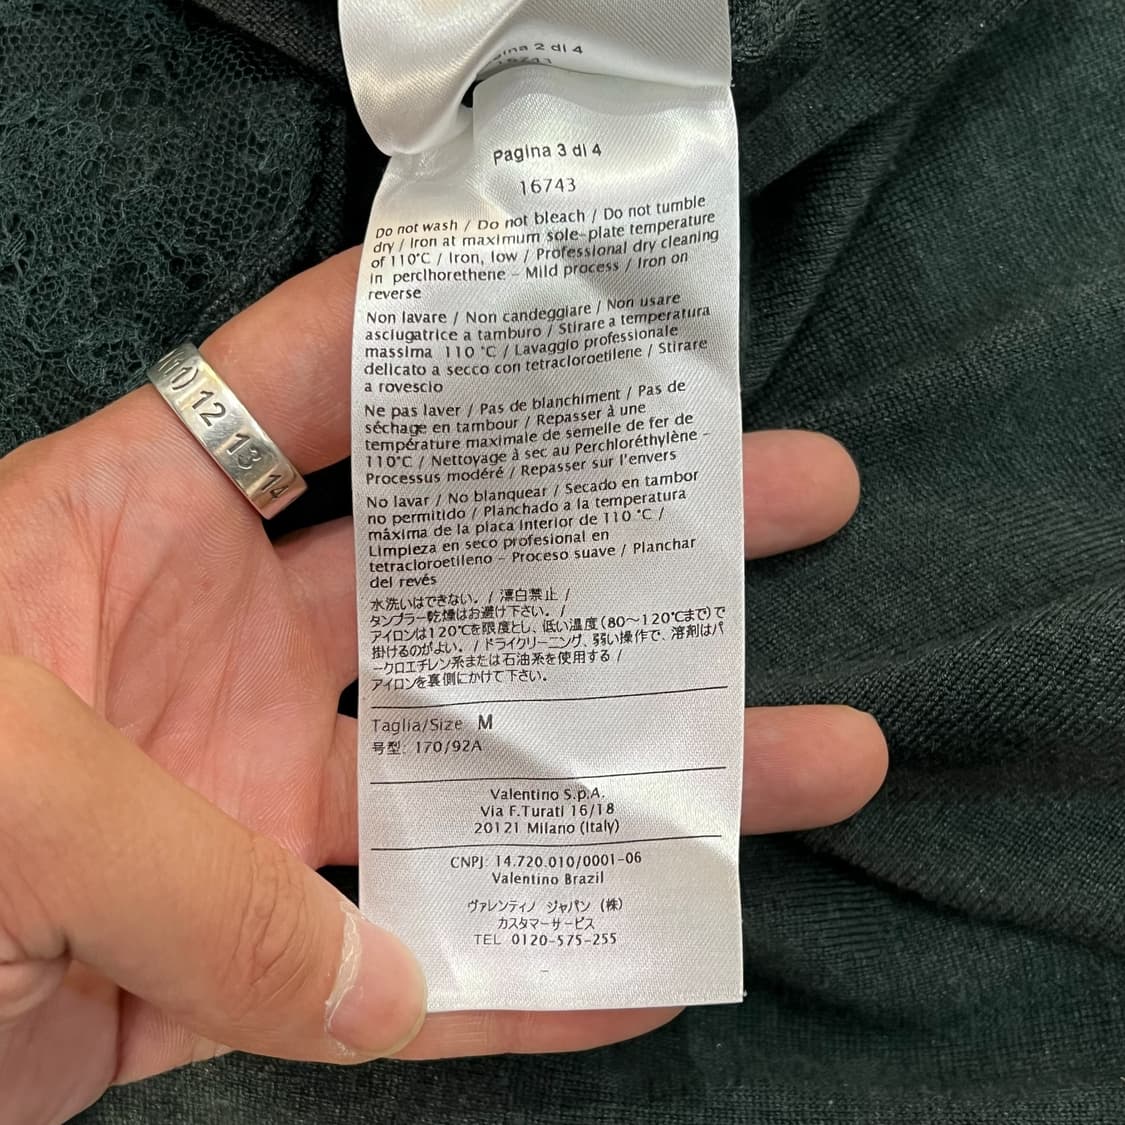 gina 2 di 4
16743
Pagina 3 di 4
16743
Do not wash / Do not bleach / Do not tumble
dry / Iron at maximum sole-plate temperature
of 110°C / Iron, low / Professional dry cleaning
in perclhorethene - Mild process / Iron on
reverse
Non lavare / Non candeggiare / Non usare
asciugatrice a tamburo / Stirare a temperatura
massima 110 °C / Lavaggio professionale
delicato a secco con tetracloroetilene / Stirare
a rovescio
Ne pas laver / Pas de blanchiment / Pas de
séchage en tambour / Repasser à une
température maximale de semelle de fer de
110°C / Nettoyage à sec au Perchloréthylène -
Processus modéré / Repasser sur l'envers
No lavar / No blanquear / Secado en tambor
no permitido / Planchado a la temperatura
máxima de la placa interior de 110 °C /
Limpieza en seco profesional en
tetracloroetileno - Proceso suave / Planchar
del revés
水洗いはできない。 / 漂白禁止 /
タンブラー乾燥はお避け下さい。 /
アイロンは120℃を限度とし、低い温度(80～120℃まで)で
掛けるのがよい。 / ドライクリーニング、弱い操作で、溶剤はパ
ークロエチレン系または石油系を使用する /
アイロンを裏側にかけて下さい。
Taglia/Size M
号型: 170/92A
Valentino S.p.A.
Via F.Turati 16/18
20121 Milano (Italy)
CNPJ: 14.720.010/0001-06
Valentino Brazil
ヴァレンティノ ジャパン (株)
カスタマーサービス
TEL 0120-575-255
11) 12 13 14